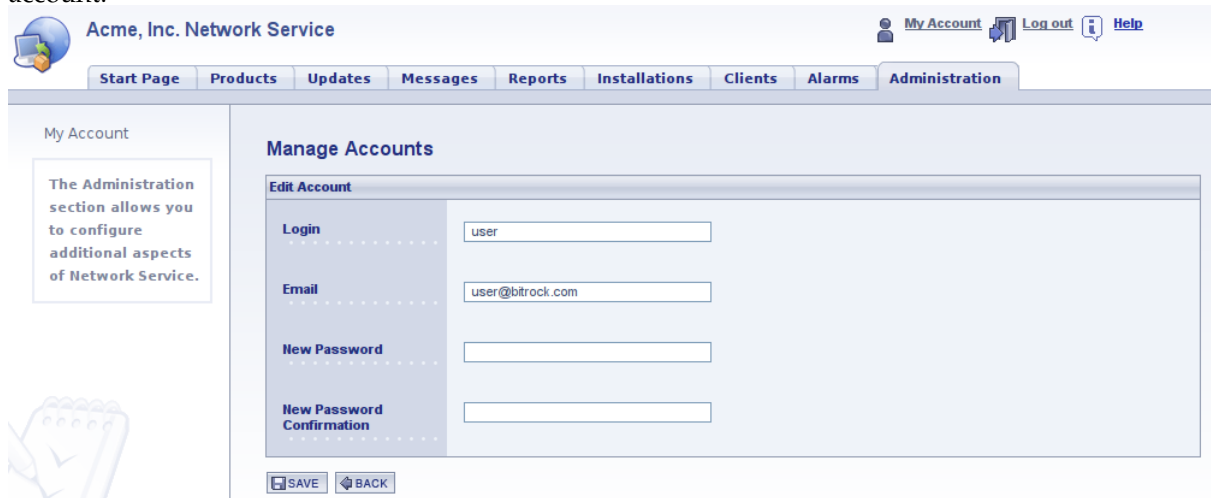 account.
Acme, Inc. Network Service
My Account Log out Help
Start Page Products Updates Messages Reports Installations Clients Alarms Administration
My Account
The Administration
section allows you
to configure
additional aspects
of Network Service.
Manage Accounts
Edit Account
Login user
Email user@bitrock.com
New Password
New Password
Confirmation
SAVE BACK